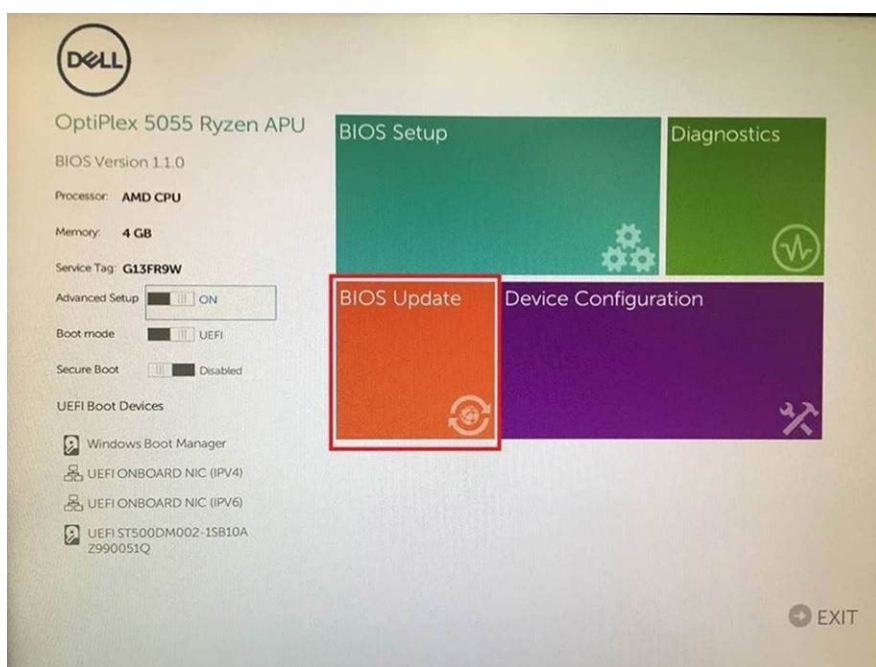 DELL
OptiPlex 5055 Ryzen APU
BIOS Version 1.1.0
Processor: AMD CPU
Memory: 4 GB
Service Tag: G13FR9W
Advanced Setup ON
Boot mode UEFI
Secure Boot Disabled
UEFI Boot Devices
Windows Boot Manager
UEFI ONBOARD NIC (IPV4)
UEFI ONBOARD NIC (IPV6)
UEFI ST500DM002-1SB10A
Z990051Q
BIOS Setup
Diagnostics
BIOS Update
Device Configuration
EXIT